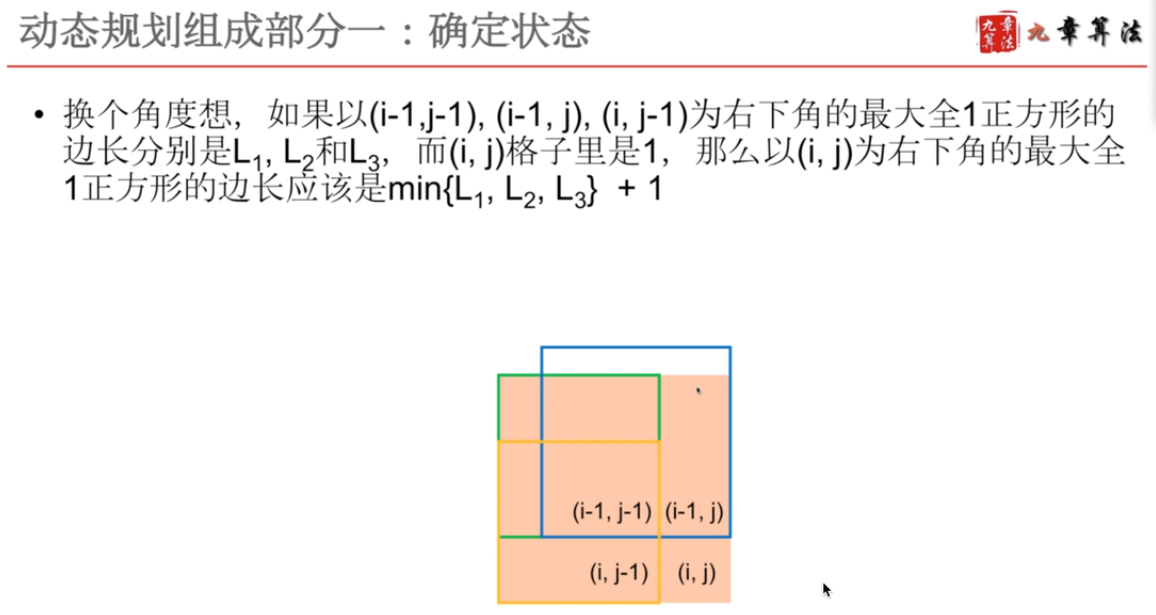 动态规划组成部分一：确定状态
九章算法 九章算法
• 换个角度想，如果以(i-1,j-1), (i-1, j), (i, j-1)为右下角的最大全1正方形的
边长分别是L₁, L₂和L₃，而(i, j)格子里是1，那么以(i, j)为右下角的最大全
1正方形的边长应该是min{L₁, L₂, L₃} + 1
(i-1, j-1) (i-1, j)
(i, j-1) (i, j)